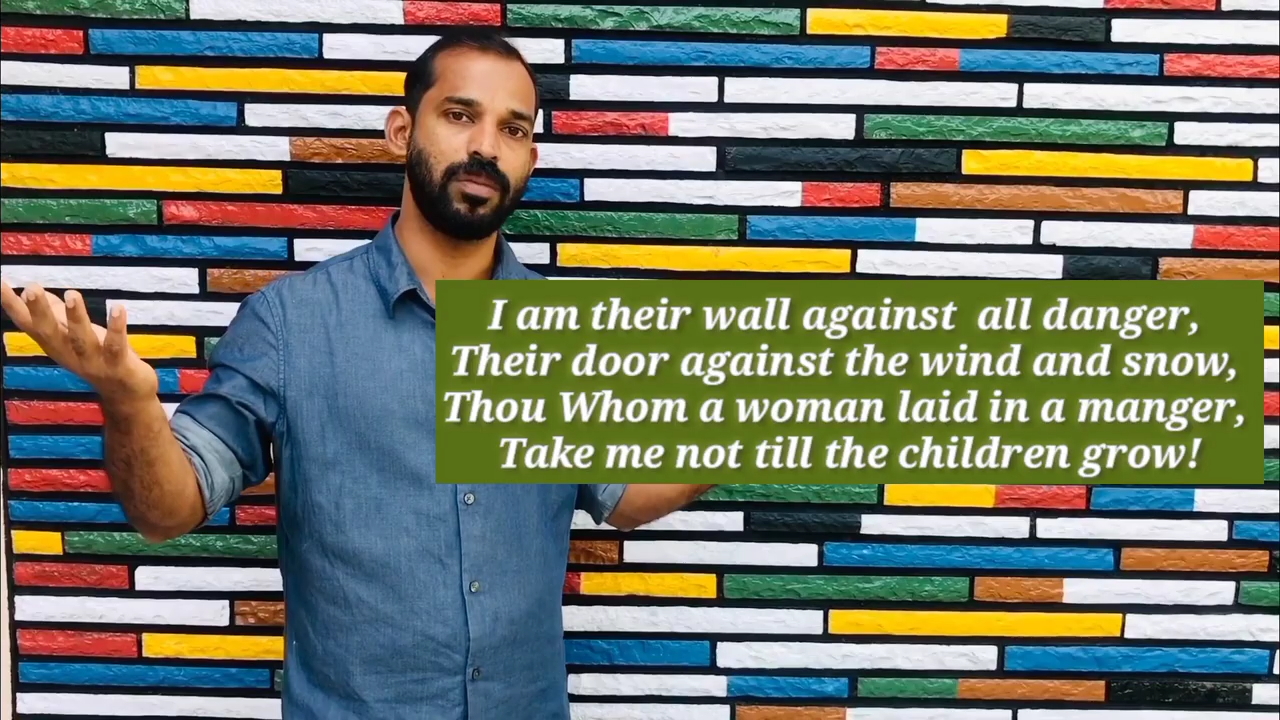 I am their wall against all danger,
Their door against the wind and snow,
Thou Whom a woman laid in a manger,
Take me not till the children grow!